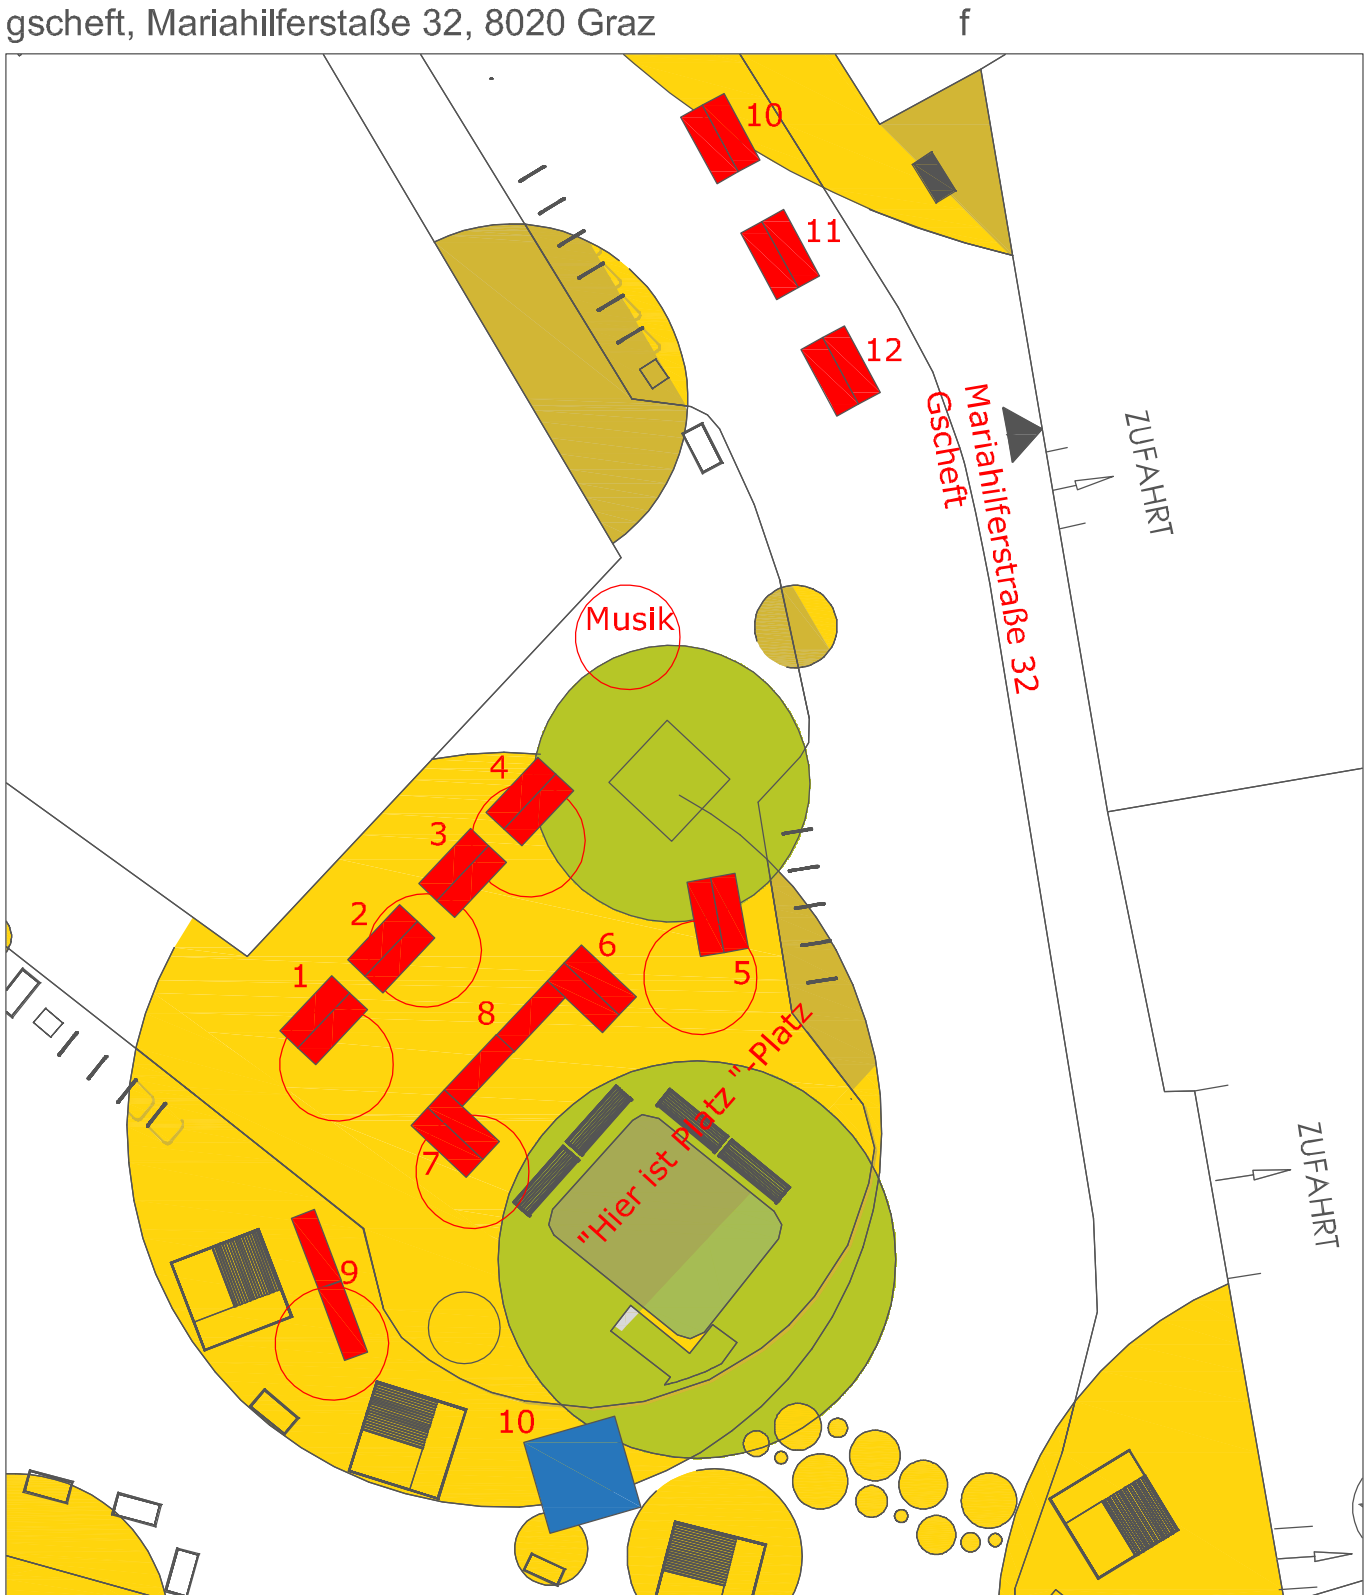 gscheft, Mariahilferstaße 32, 8020 Graz
f
10
11
12
Mariahilferstraße 32
Gscheft
ZUFAHRT
Musik
4
3
2
1
6
5
8
7
"Hier ist Platz "-Platz
ZUFAHRT
9
10